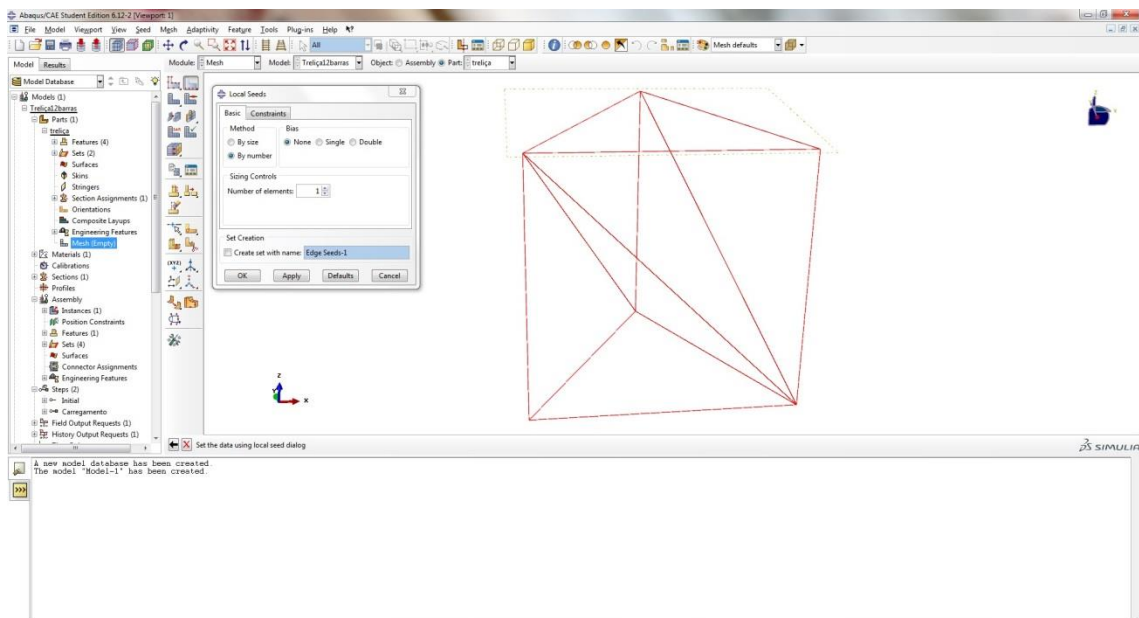 Abaqus/CAE Student Edition 6.12-2 [Viewport: 1]
File Model Viewport View Seed Mesh Adaptivity Feature Tools Plug-ins Help
All
Mesh defaults
Model Results
Module: Mesh Model: Treliça12barras Object: Assembly Part: treliça
Model Database
Models (1)
Treliça12barras
Parts (1)
treliça
Features (4)
Sets (2)
Surfaces
Skins
Stringers
Section Assignments (1)
Orientations
Composite Layups
Engineering Features
Mesh (Empty)
Materials (1)
Calibrations
Sections (1)
Profiles
Assembly
Instances (1)
Position Constraints
Features (1)
Sets (4)
Surfaces
Connector Assignments
Engineering Features
Steps (2)
Initial
Carregamento
Field Output Requests (1)
History Output Requests (1)
Local Seeds
Basic Constraints
Method
By size
By number
Bias
None Single Double
Sizing Controls
Number of elements: 1
Set Creation
Create set with name: Edge Seeds-1
OK Apply Defaults Cancel
Z
X
Set the data using local seed dialog
SIMULIA
A new model database has been created.
The model "Model-1" has been created.